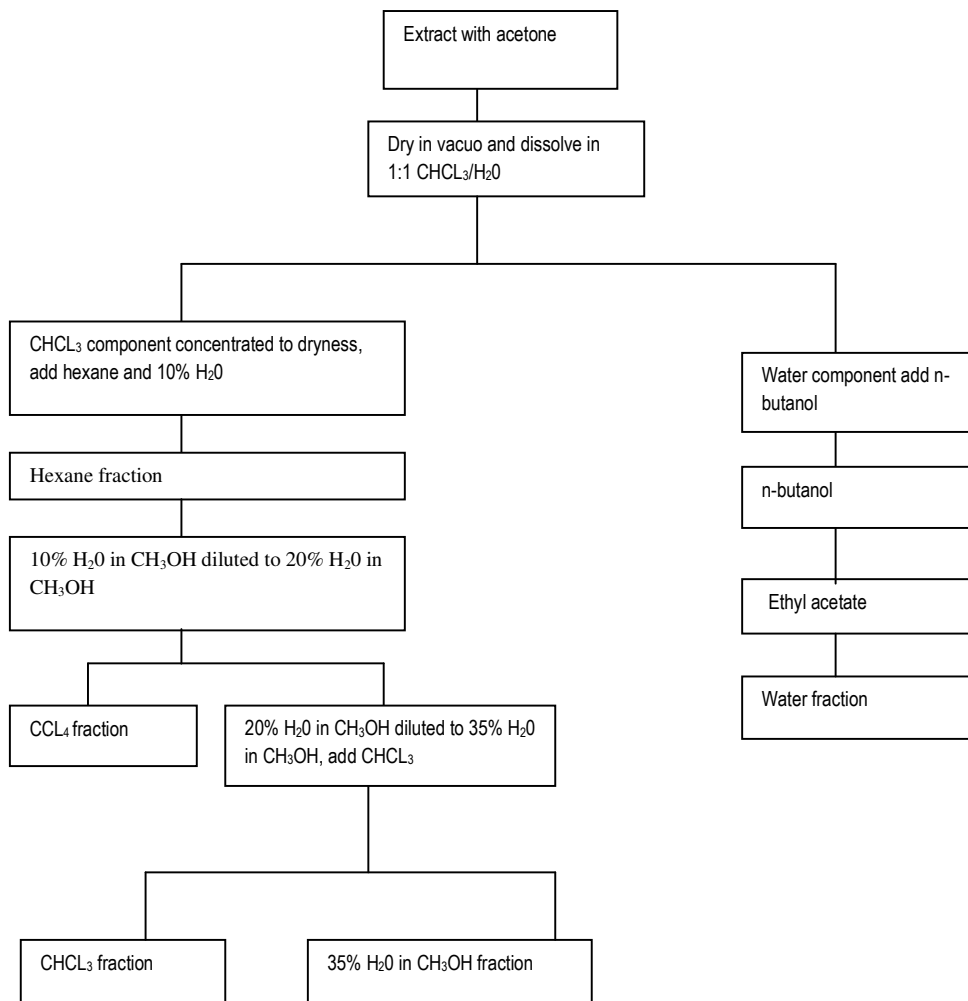 Extract with acetone
Dry in vacuo and dissolve in
1:1 CHCL₃/H₂0
CHCL₃ component concentrated to dryness,
add hexane and 10% H₂0
Water component add n-
butanol
Hexane fraction
n-butanol
10% H₂0 in CH₃OH diluted to 20% H₂0 in
CH₃OH
Ethyl acetate
CCL₄ fraction
20% H₂0 in CH₃OH diluted to 35% H₂0
in CH₃OH, add CHCL₃
Water fraction
CHCL₃ fraction
35% H₂0 in CH₃OH fraction